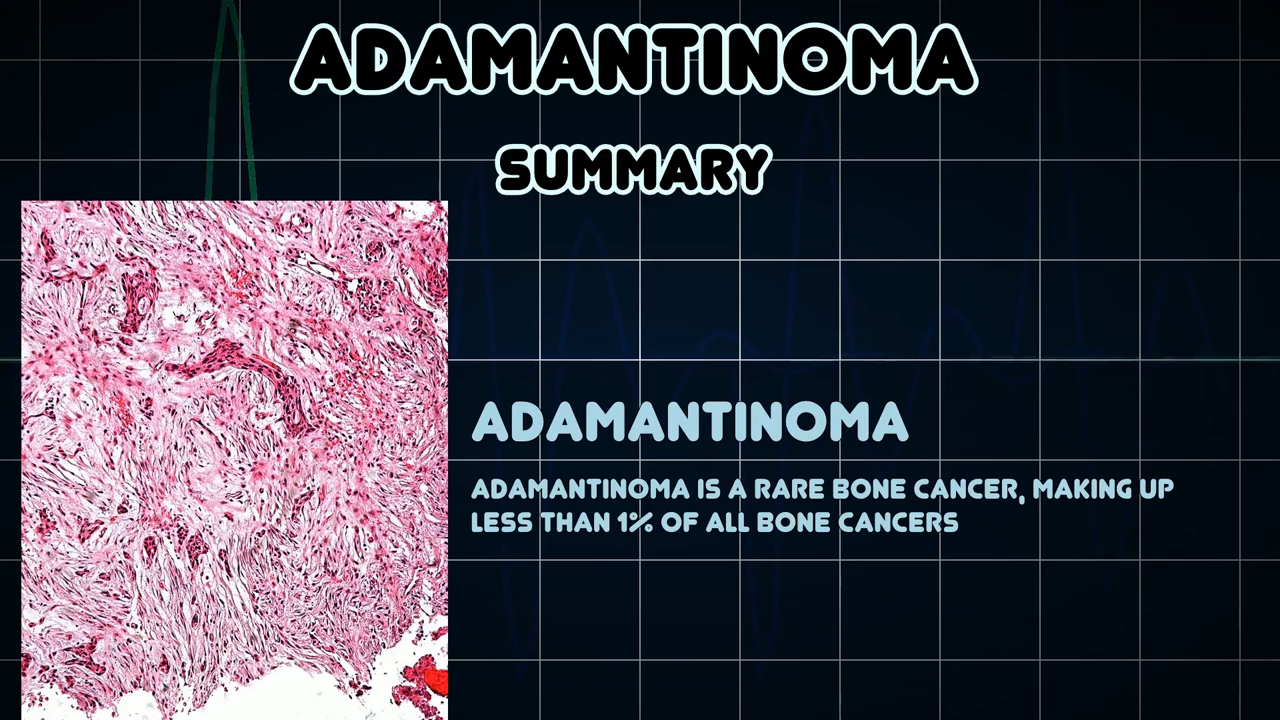 ADAMANTINOMA
SUMMARY
ADAMANTINOMA
ADAMANTINOMA IS A RARE BONE CANCER, MAKING UP
LESS THAN 1% OF ALL BONE CANCERS